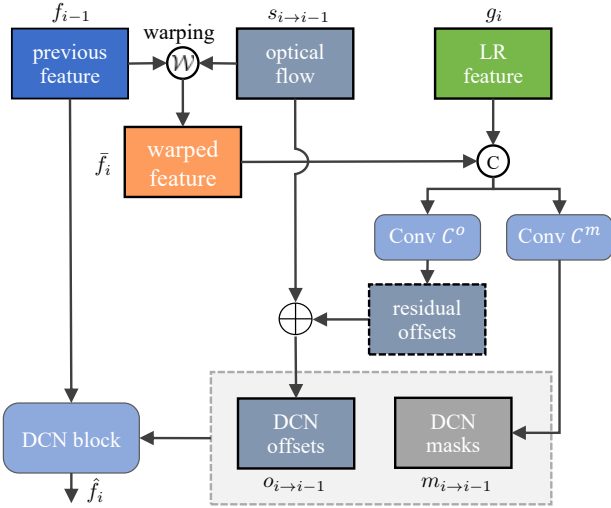 f_{i-1}
s_{i→i-1}
g_i
warping
previous
feature
W
optical
flow
LR
feature
f̄_i
warped
feature
C
Conv C^o
Conv C^m
residual
offsets
DCN block
DCN
offsets
DCN
masks
o_{i→i-1}
m_{i→i-1}
f̂_i